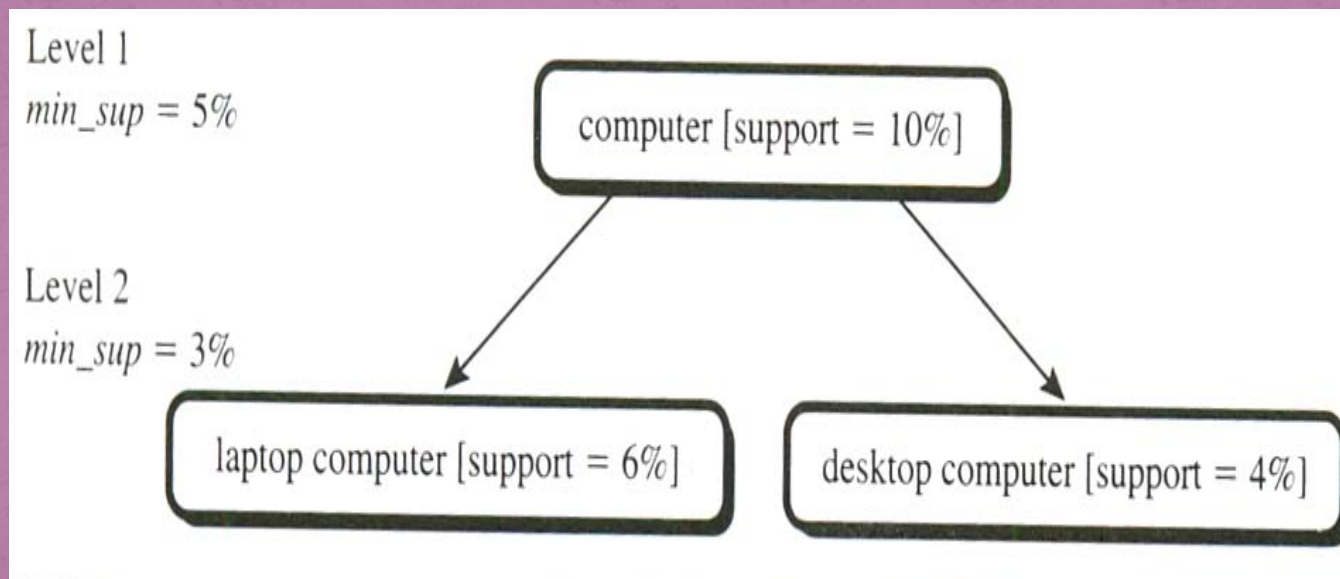 Level 1
min_sup = 5%
computer [support = 10%]
Level 2
min_sup = 3%
laptop computer [support = 6%]
desktop computer [support = 4%]